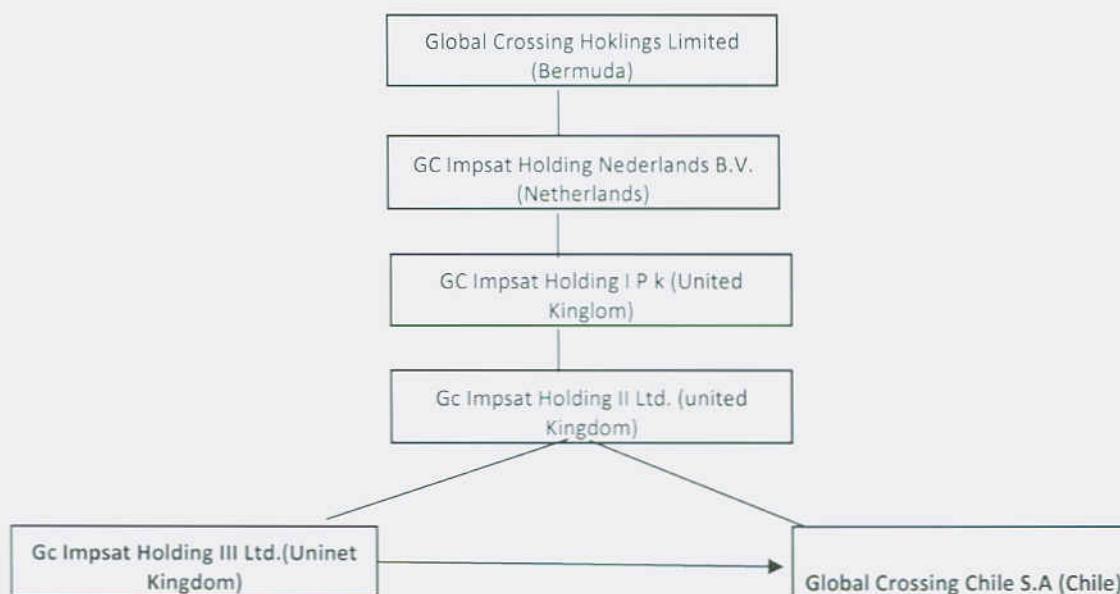 Global Crossing Hoklings Limited
(Bermuda)
GC Impsat Holding Nederlands B.V.
(Netherlands)
GC Impsat Holding I P k (United
Kinglom)
Gc Impsat Holding II Ltd. (united
Kingdom)
Gc Impsat Holding III Ltd.(Uninet
Kingdom)
Global Crossing Chile S.A (Chile)